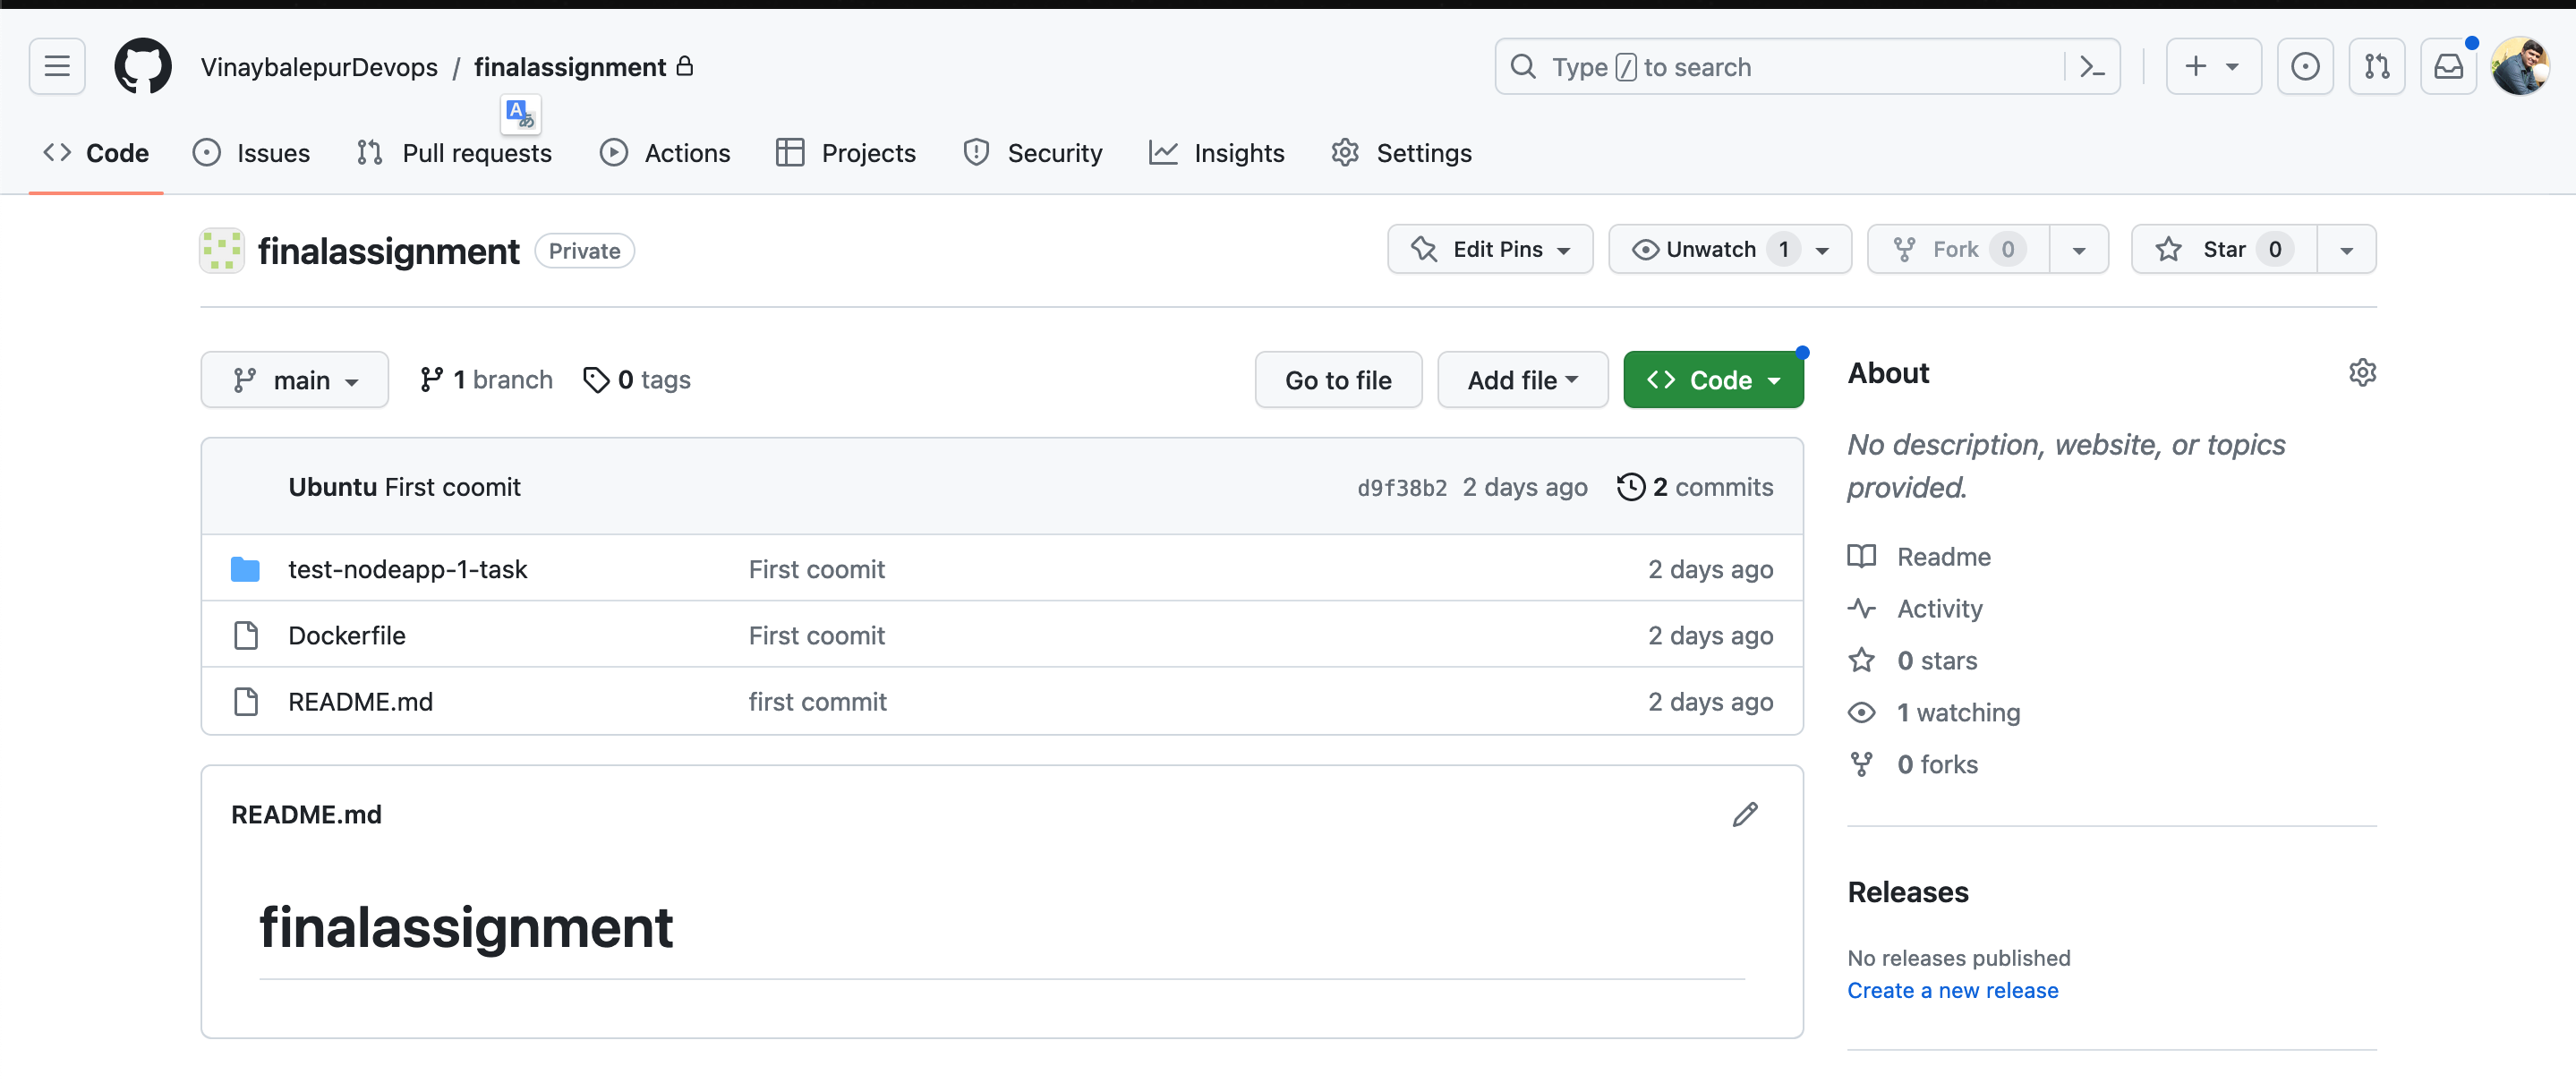 VinaybalepurDevops / finalassignment
Type / to search
Code Issues Pull requests Actions Projects Security Insights Settings
finalassignment Private
Edit Pins Unwatch 1 Fork 0 Star 0
main 1 branch 0 tags
Go to file Add file Code
Ubuntu First coomit d9f38b2 2 days ago 2 commits
test-nodeapp-1-task First coomit 2 days ago
Dockerfile First coomit 2 days ago
README.md first commit 2 days ago
README.md
finalassignment
About
No description, website, or topics
provided.
Readme
Activity
0 stars
1 watching
0 forks
Releases
No releases published
Create a new release